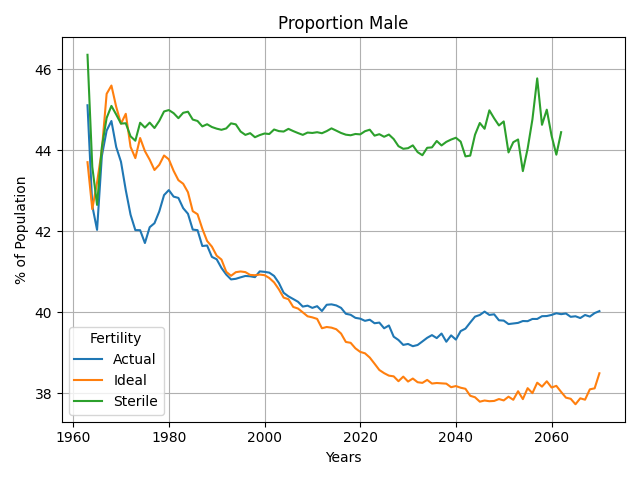 Proportion Male
% of Population
46
44
42
40
38
Fertility
Actual
Ideal
Sterile
1960
1980
2000
2020
2040
2060
Years